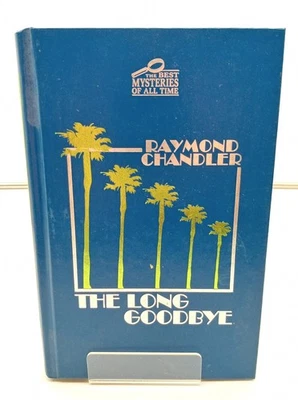 THE BEST
MYSTERIES
OF ALL TIME
RAYMOND
CHANDLER
THE LONG
GOODBYE